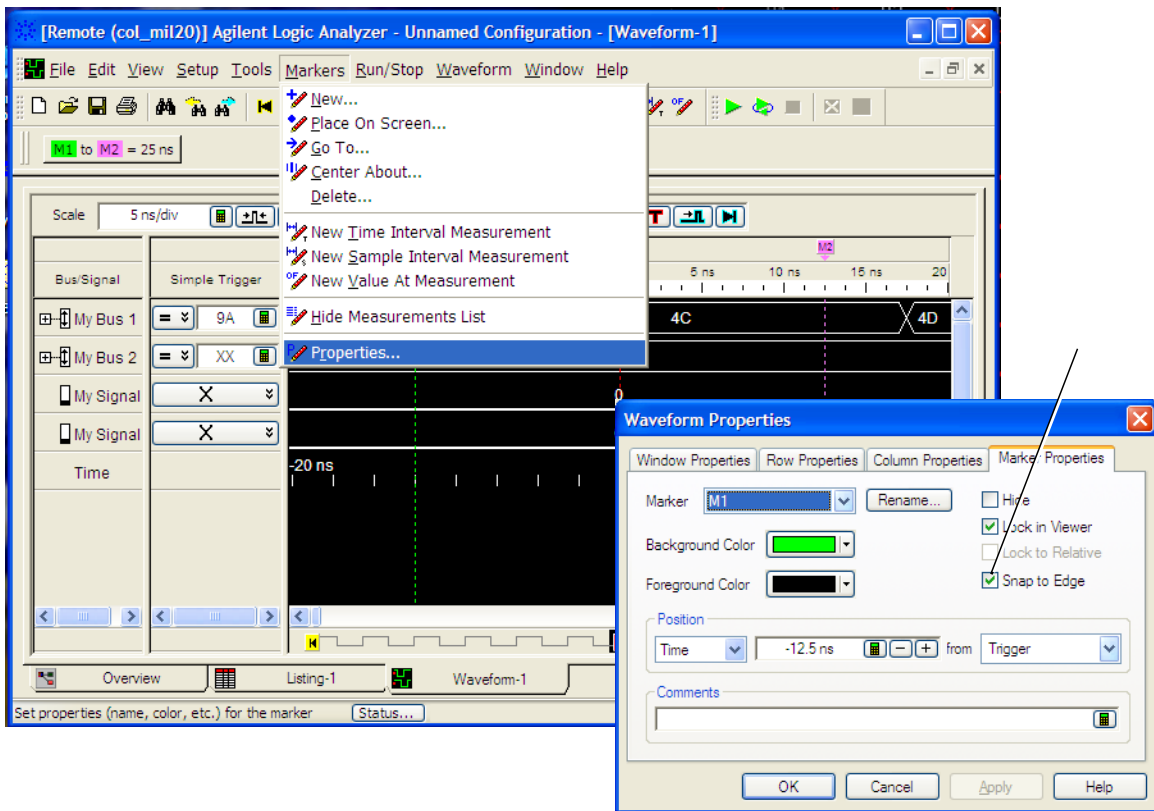 [Remote (col_mil20)] Agilent Logic Analyzer - Unnamed Configuration - [Waveform-1]
File Edit View Setup Tools Markers Run/Stop Waveform Window Help
New...
Place On Screen...
Go To...
Center About...
Delete...
New Time Interval Measurement
New Sample Interval Measurement
New Value At Measurement
Hide Measurements List
Properties...
M1 to M2 = 25 ns
Scale 5 ns/div
M2
Bus/Signal Simple Trigger 5 ns 10 ns 15 ns 20
My Bus 1 = 9A 4C 4D
My Bus 2 = XX
My Signal X 0
My Signal X
Time -20 ns
Overview Listing-1 Waveform-1
Set properties (name, color, etc.) for the marker Status...
Waveform Properties
Window Properties Row Properties Column Properties Marker Properties
Marker M1 Rename... Hide
Lock in Viewer
Background Color
Lock to Relative
Foreground Color Snap to Edge
Position
Time -12.5 ns from Trigger
Comments
OK Cancel Apply Help